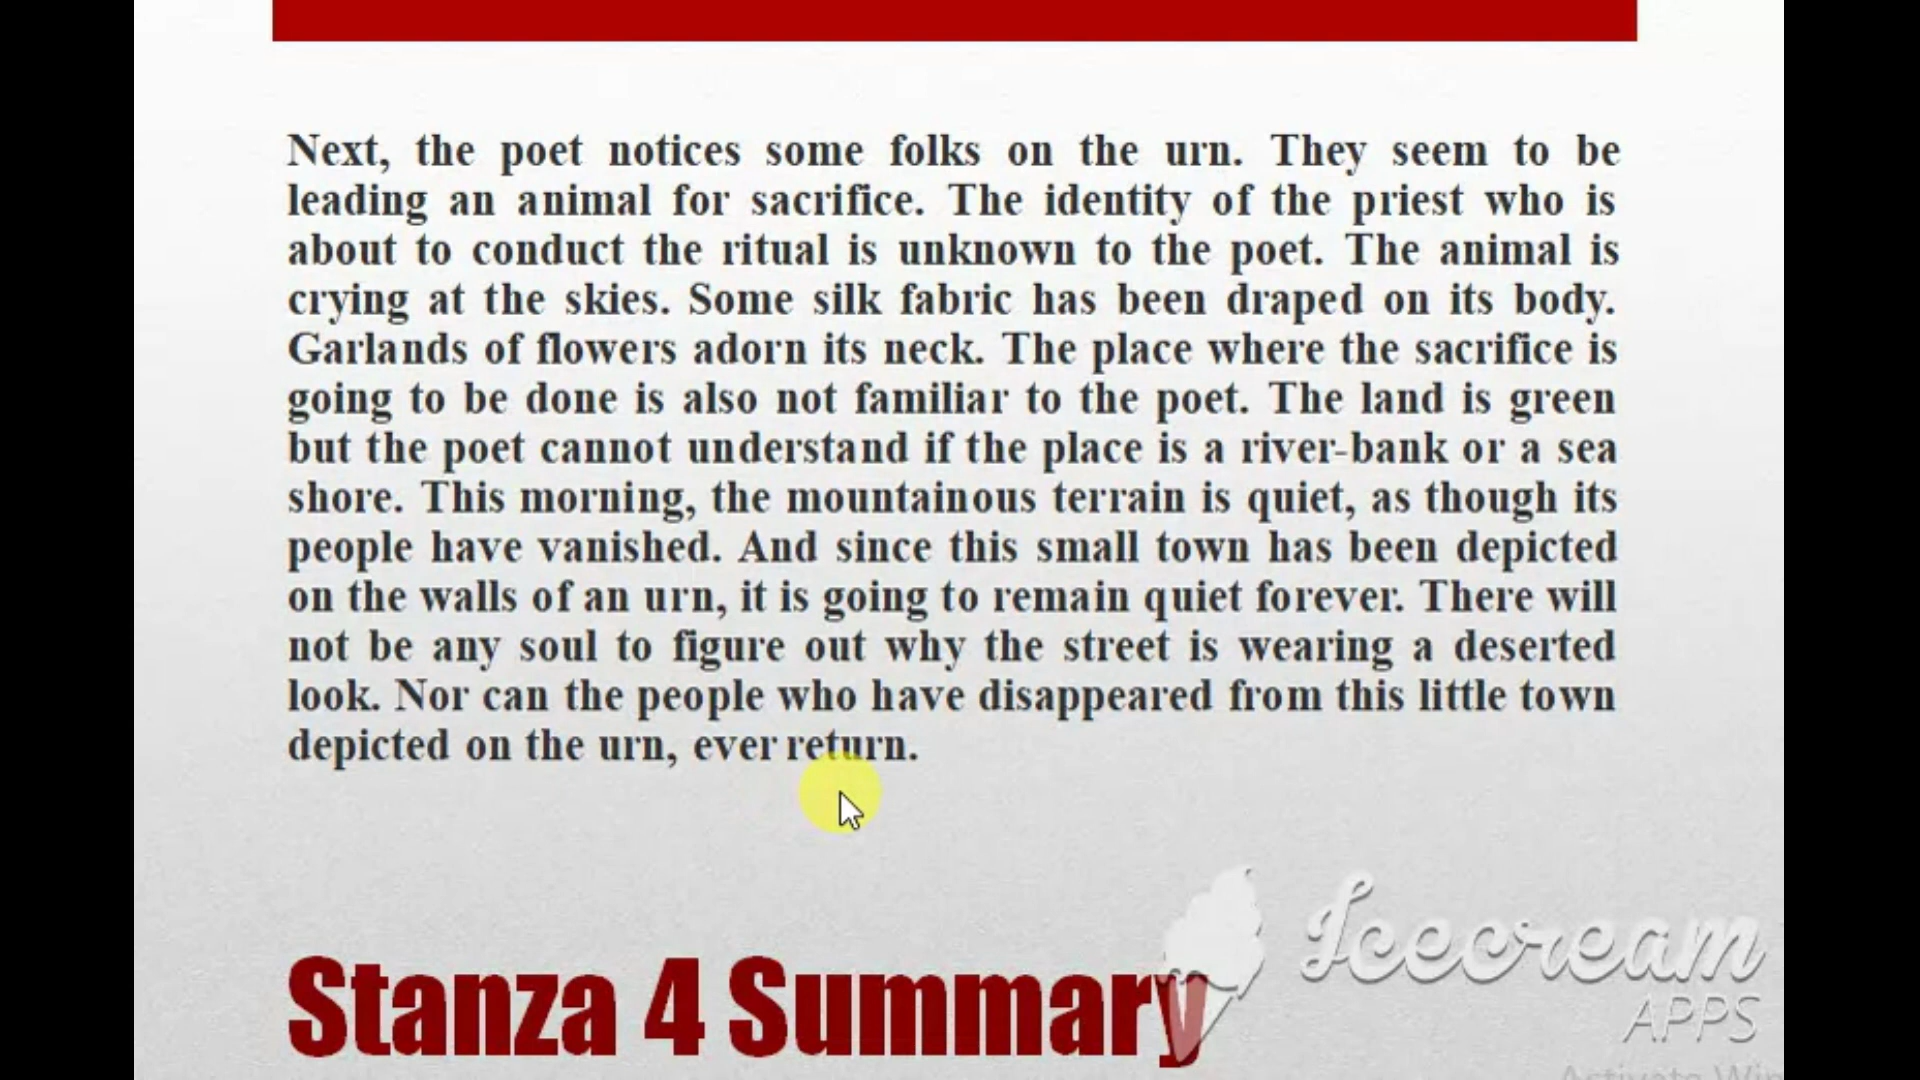 Next, the poet notices some folks on the urn. They seem to be
leading an animal for sacrifice. The identity of the priest who is
about to conduct the ritual is unknown to the poet. The animal is
crying at the skies. Some silk fabric has been draped on its body.
Garlands of flowers adorn its neck. The place where the sacrifice is
going to be done is also not familiar to the poet. The land is green
but the poet cannot understand if the place is a river-bank or a sea
shore. This morning, the mountainous terrain is quiet, as though its
people have vanished. And since this small town has been depicted
on the walls of an urn, it is going to remain quiet forever. There will
not be any soul to figure out why the street is wearing a deserted
look. Nor can the people who have disappeared from this little town
depicted on the urn, ever return.
Stanza 4 Summary
Icecream
APPS